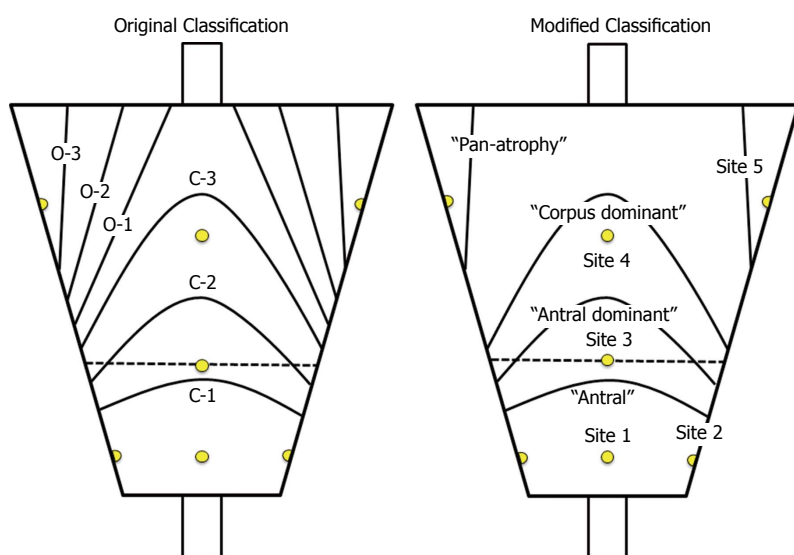 Original Classification
O-3
O-2
O-1
C-3
C-2
C-1
Modified Classification
“Pan-atrophy”
Site 5
“Corpus dominant”
Site 4
“Antral dominant”
Site 3
“Antral”
Site 1
Site 2